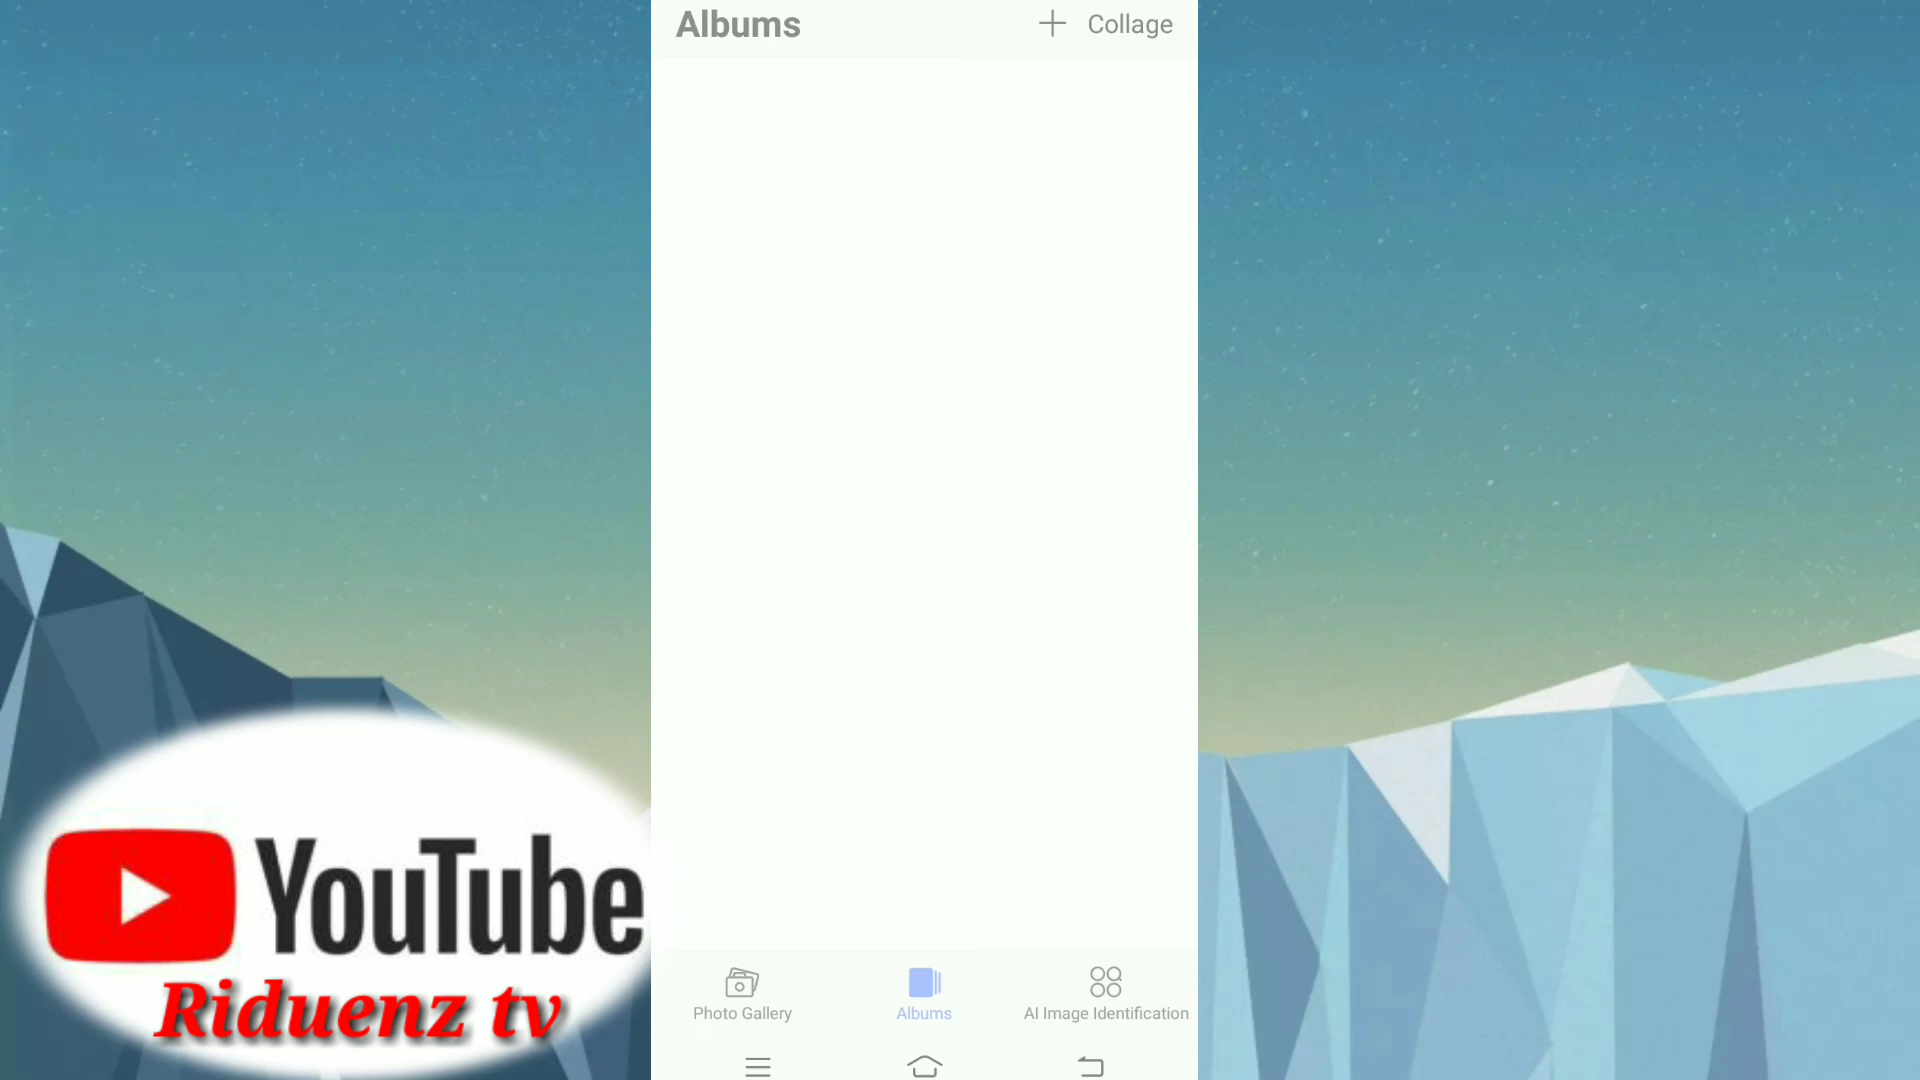 Albums
Collage
Photo Gallery
Albums
AI Image Identification
YouTube
Riduenz tv